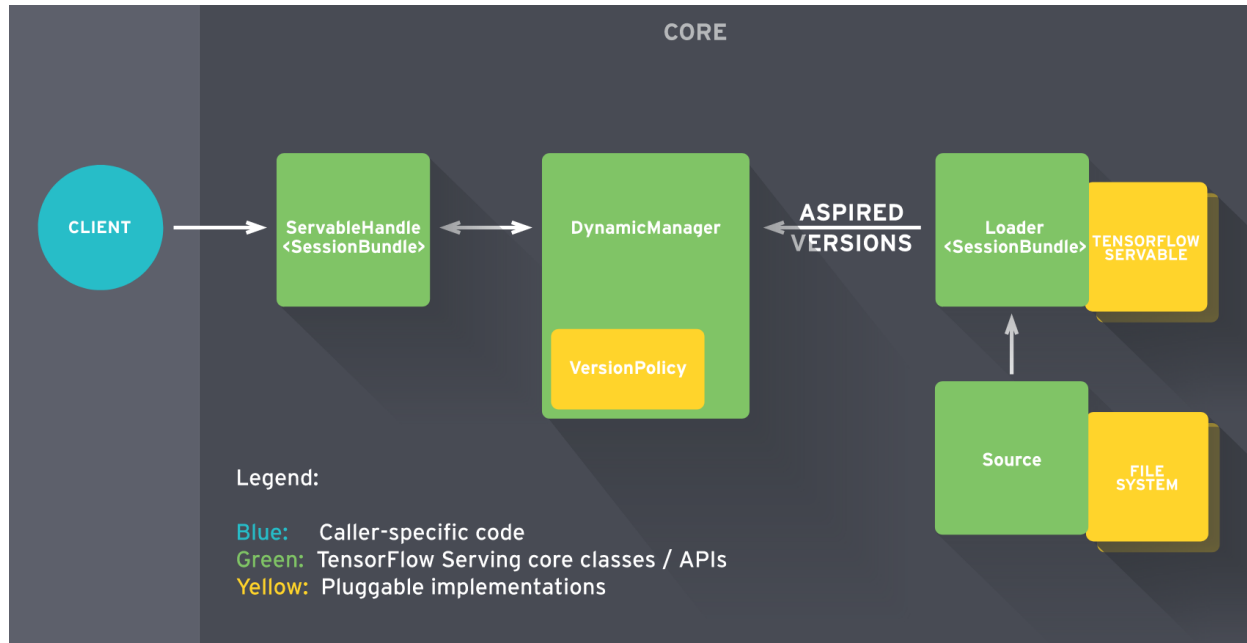 CORE
CLIENT
ServableHandle
<SessionBundle>
DynamicManager
VersionPolicy
ASPIRED
VERSIONS
Loader
<SessionBundle>
TENSORFLOW
SERVABLE
Source
FILE
SYSTEM
Legend:
Blue: Caller-specific code
Green: TensorFlow Serving core classes / APIs
Yellow: Pluggable implementations